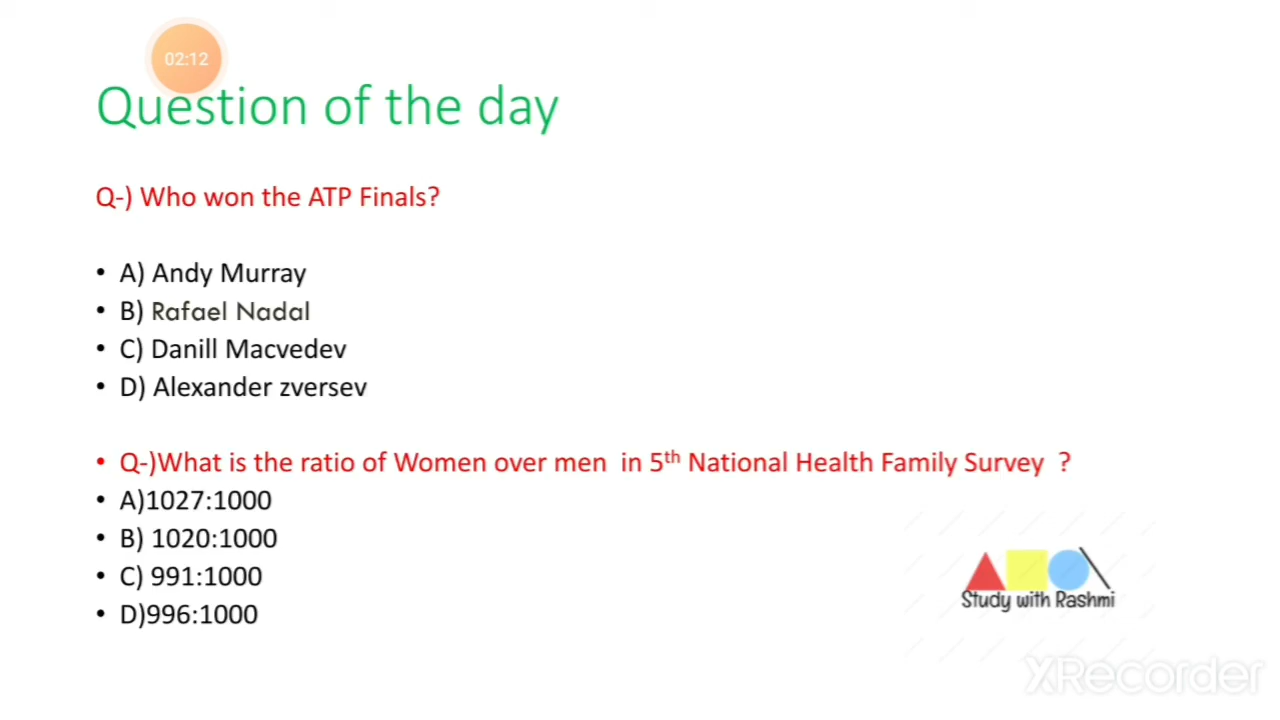 02:12
Question of the day
Q-) Who won the ATP Finals?
• A) Andy Murray
• B) Rafael Nadal
• C) Danill Macvedev
• D) Alexander zversev
• Q-)What is the ratio of Women over men in 5th National Health Family Survey ?
• A)1027:1000
• B) 1020:1000
• C) 991:1000
• D)996:1000
Study with Rashmi
XRecorder